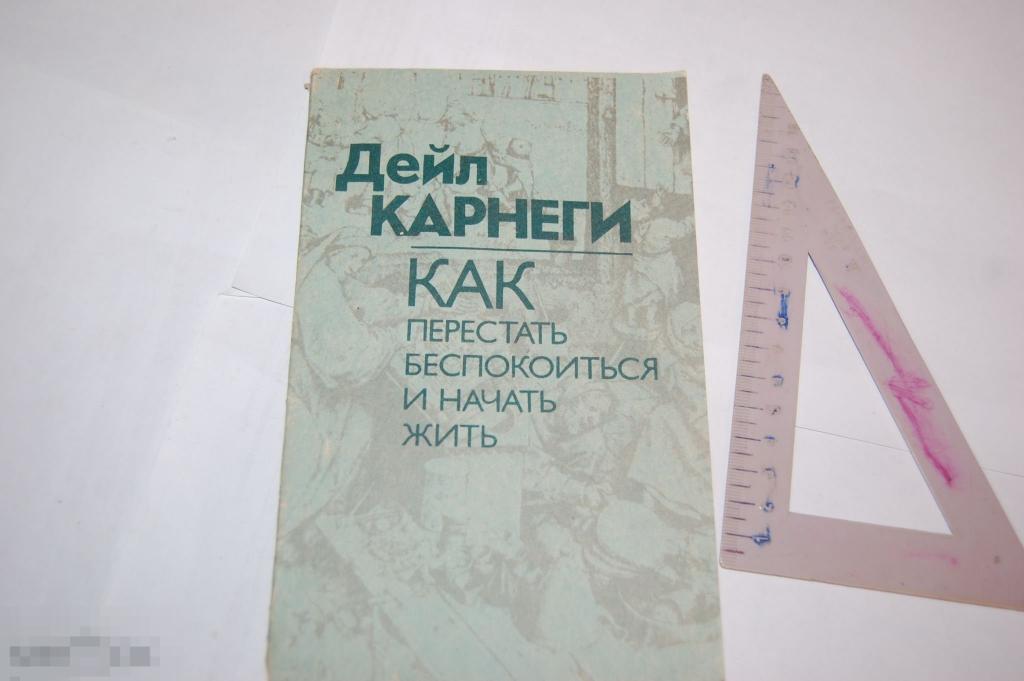 Дейл
КАРНЕГИ
КАК
ПЕРЕСТАТЬ
БЕСПОКОИТЬСЯ
И НАЧАТЬ
ЖИТЬ